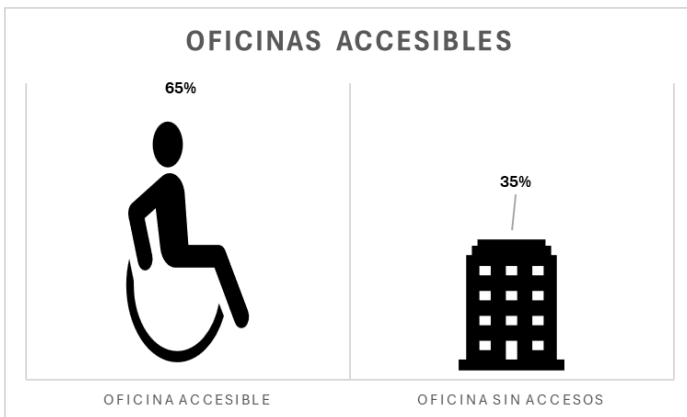 OFICINAS ACCESIBLES
65%
35%
OFICINA ACCESIBLE
OFICINA SIN ACCESOS